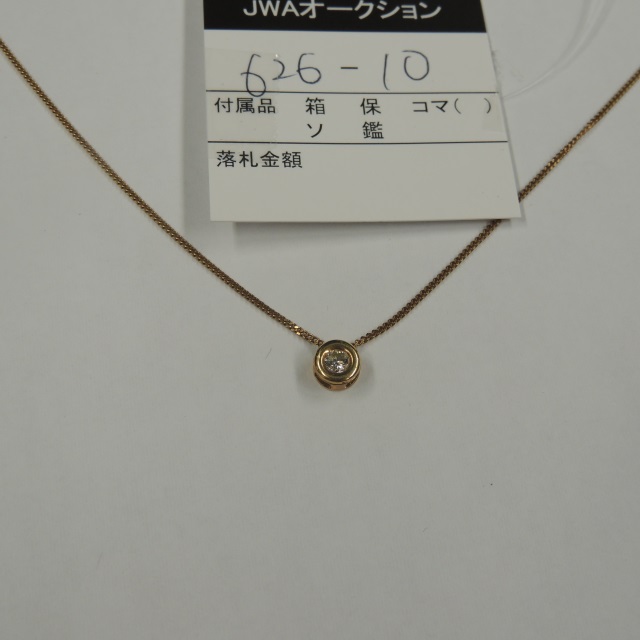 JWAオークション
626-10
付属品 箱 保 コマ( )
ソ 鑑
落札金額